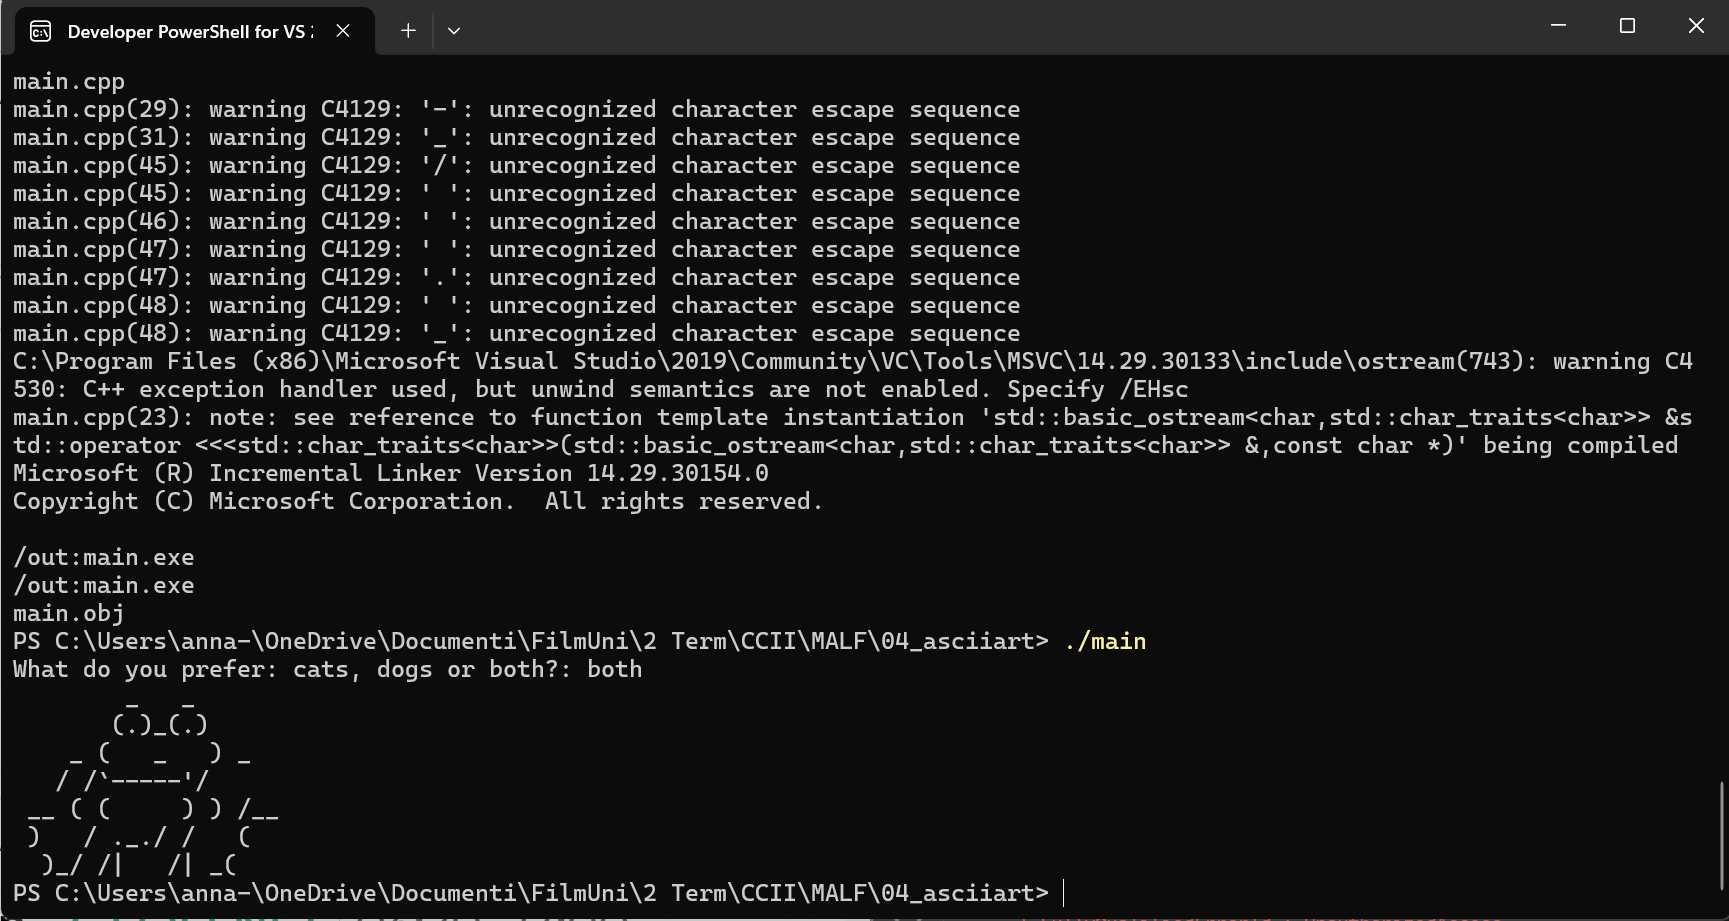 Developer PowerShell for VS 2
main.cpp
main.cpp(29): warning C4129: '-': unrecognized character escape sequence
main.cpp(31): warning C4129: '_': unrecognized character escape sequence
main.cpp(45): warning C4129: '/': unrecognized character escape sequence
main.cpp(45): warning C4129: ' ': unrecognized character escape sequence
main.cpp(46): warning C4129: ' ': unrecognized character escape sequence
main.cpp(47): warning C4129: ' ': unrecognized character escape sequence
main.cpp(47): warning C4129: '.': unrecognized character escape sequence
main.cpp(48): warning C4129: ' ': unrecognized character escape sequence
main.cpp(48): warning C4129: '_': unrecognized character escape sequence
C:\Program Files (x86)\Microsoft Visual Studio\2019\Community\VC\Tools\MSVC\14.29.30133\include\ostream(743): warning C4
530: C++ exception handler used, but unwind semantics are not enabled. Specify /EHsc
main.cpp(23): note: see reference to function template instantiation 'std::basic_ostream<char,std::char_traits<char>> &s
td::operator <<<std::char_traits<char>>(std::basic_ostream<char,std::char_traits<char>> &,const char *)' being compiled
Microsoft (R) Incremental Linker Version 14.29.30154.0
Copyright (C) Microsoft Corporation.  All rights reserved.

/out:main.exe
/out:main.exe
main.obj
PS C:\Users\anna-\OneDrive\Documenti\FilmUni\2 Term\CCII\MALF\04_asciiart> ./main
What do you prefer: cats, dogs or both?: both
        _   _
       (.)_(.)
    _ (   _   ) _
   / /`-----'/
 __ ( (     ) ) /__
 )   / ._./ /   (
  )_/ /|   /| _(
PS C:\Users\anna-\OneDrive\Documenti\FilmUni\2 Term\CCII\MALF\04_asciiart>